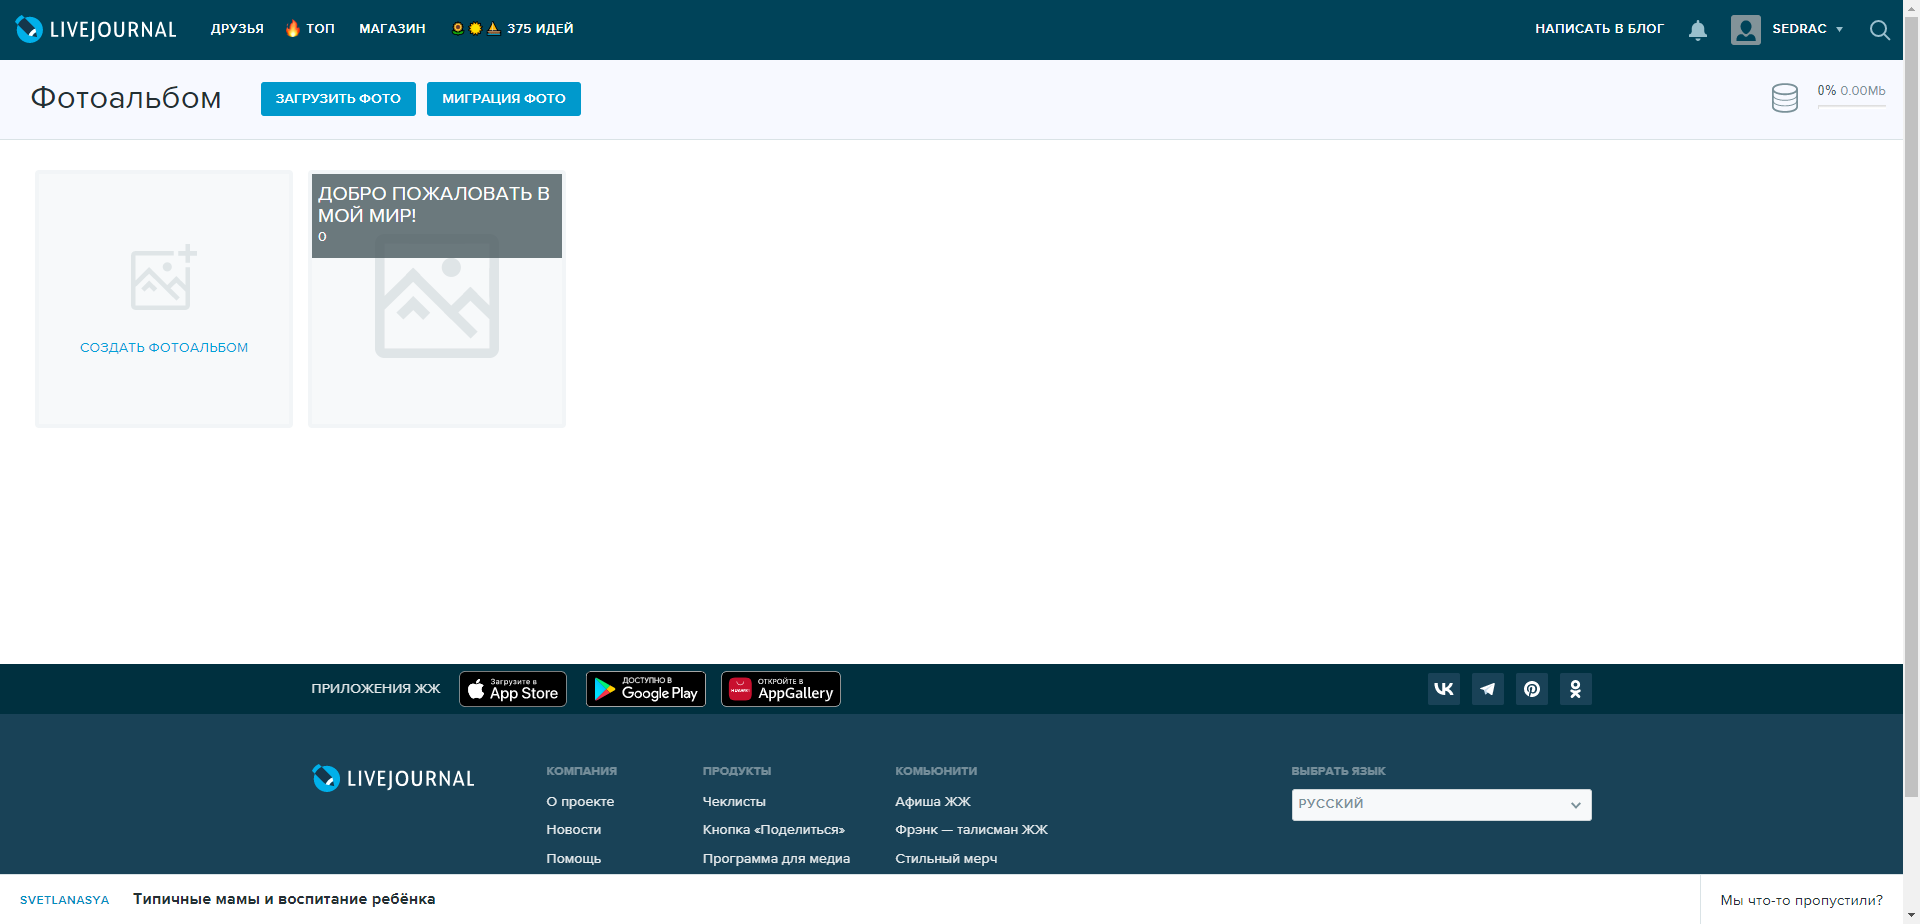 LIVEJOURNAL
ДРУЗЬЯ
ТОП
МАГАЗИН
375 ИДЕЙ
НАПИСАТЬ В БЛОГ
SEDRAC
Фотоальбом
ЗАГРУЗИТЬ ФОТО
МИГРАЦИЯ ФОТО
0% 0.00Mb
СОЗДАТЬ ФОТОАЛЬБОМ
ДОБРО ПОЖАЛОВАТЬ В
МОЙ МИР!
0
ПРИЛОЖЕНИЯ ЖЖ
Загрузите в
App Store
ДОСТУПНО В
Google Play
HUAWEI
ОТКРОЙТЕ В
AppGallery
LIVEJOURNAL
КОМПАНИЯ
О проекте
Новости
Помощь
ПРОДУКТЫ
Чеклисты
Кнопка «Поделиться»
Программа для медиа
КОМЬЮНИТИ
Афиша ЖЖ
Фрэнк — талисман ЖЖ
Стильный мерч
ВЫБРАТЬ ЯЗЫК
РУССКИЙ
SVETLANASYA
Типичные мамы и воспитание ребёнка
Мы что-то пропустили?